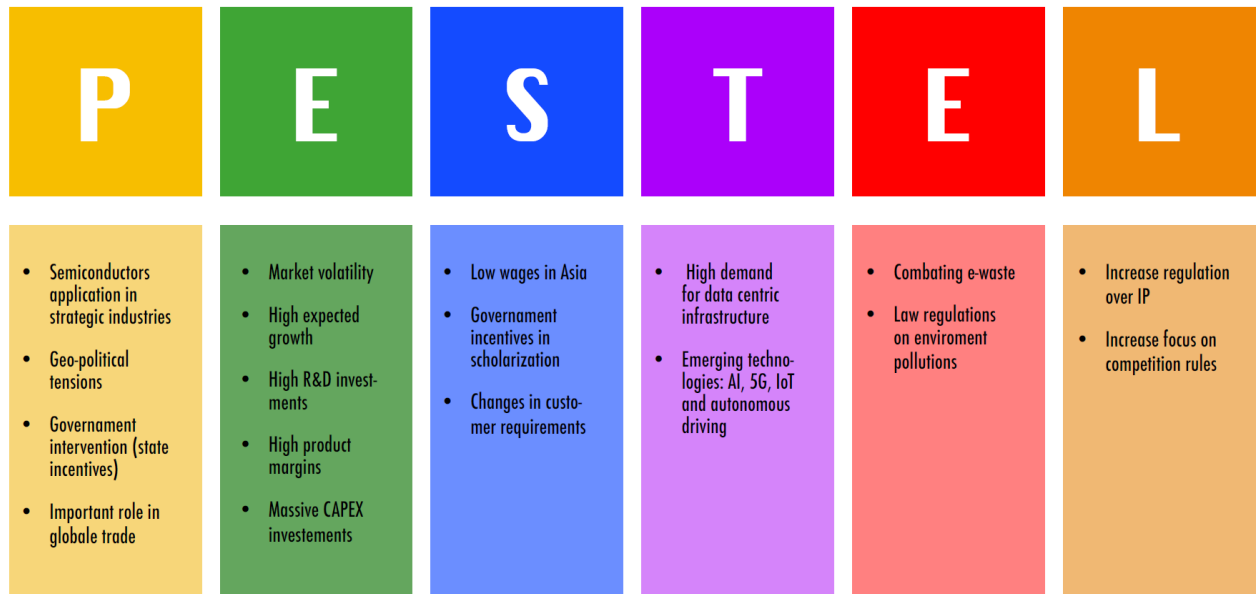 P
E
S
T
E
L
• Semiconductors
application in
strategic industries
• Geo-political
tensions
• Governament
intervention (state
incentives)
• Important role in
globale trade
• Market volatility
• High expected
growth
• High R&D invest-
ments
• High product
margins
• Massive CAPEX
investements
• Low wages in Asia
• Governament
incentives in
scholarization
• Changes in custo-
mer requirements
• High demand
for data centric
infrastructure
• Emerging techno-
logies: AI, 5G, IoT
and autonomous
driving
• Combating e-waste
• Law regulations
on enviroment
pollutions
• Increase regulation
over IP
• Increase focus on
competition rules